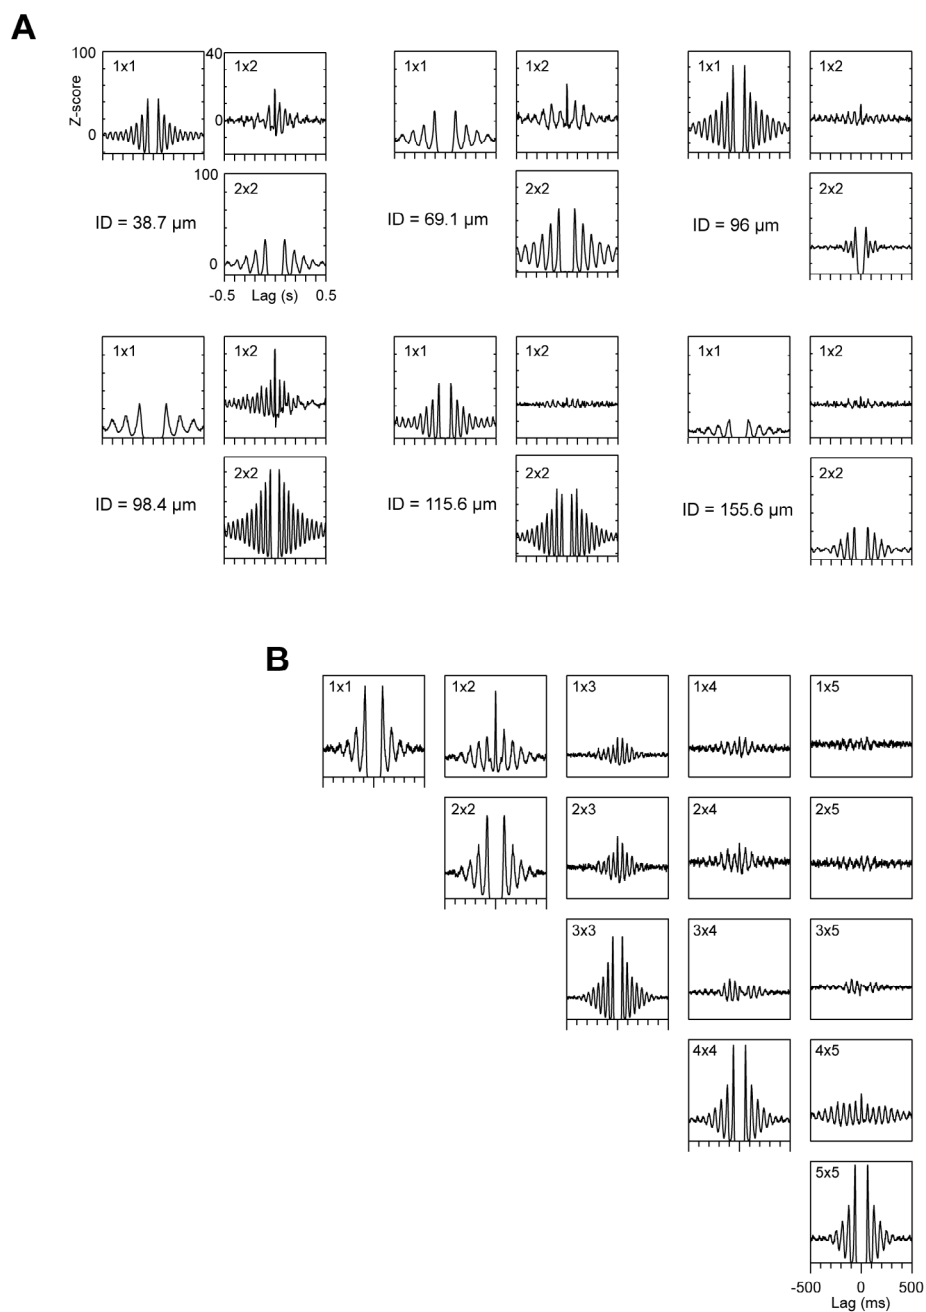 A
100
40
1x1
1x2
1x1
1x2
1x1
1x2
Z-score
0
0
100
2x2
2x2
2x2
ID = 38.7 µm
ID = 69.1 µm
ID = 96 µm
0
-0.5
Lag (s)
0.5
1x1
1x2
1x1
1x2
1x1
1x2
2x2
2x2
2x2
ID = 98.4 µm
ID = 115.6 µm
ID = 155.6 µm
B
1x1
1x2
1x3
1x4
1x5
2x2
2x3
2x4
2x5
3x3
3x4
3x5
4x4
4x5
5x5
-500
0
500
Lag (ms)